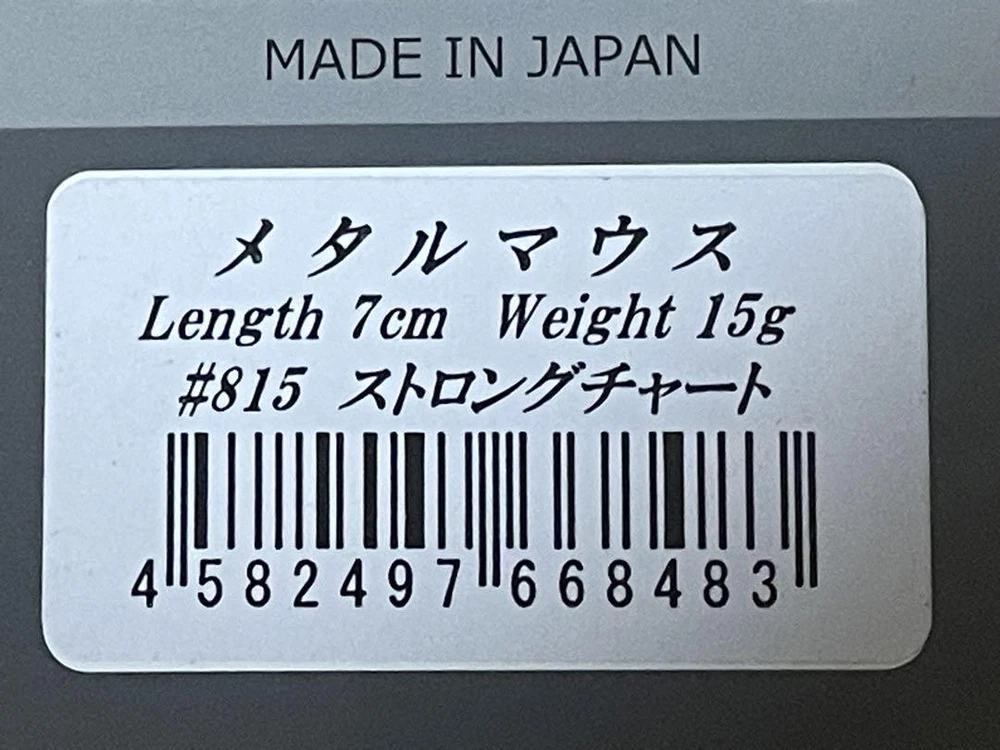 MADE IN JAPAN
メタルマウス
Length 7cm Weight 15g
#815 ストロングチャート
4 582497 668483